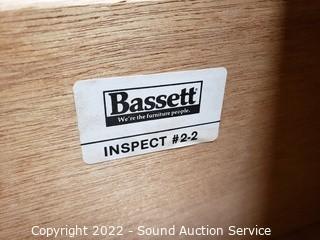 Bassett
We're the furniture people.
INSPECT #2-2
Copyright 2022 - Sound Auction Service